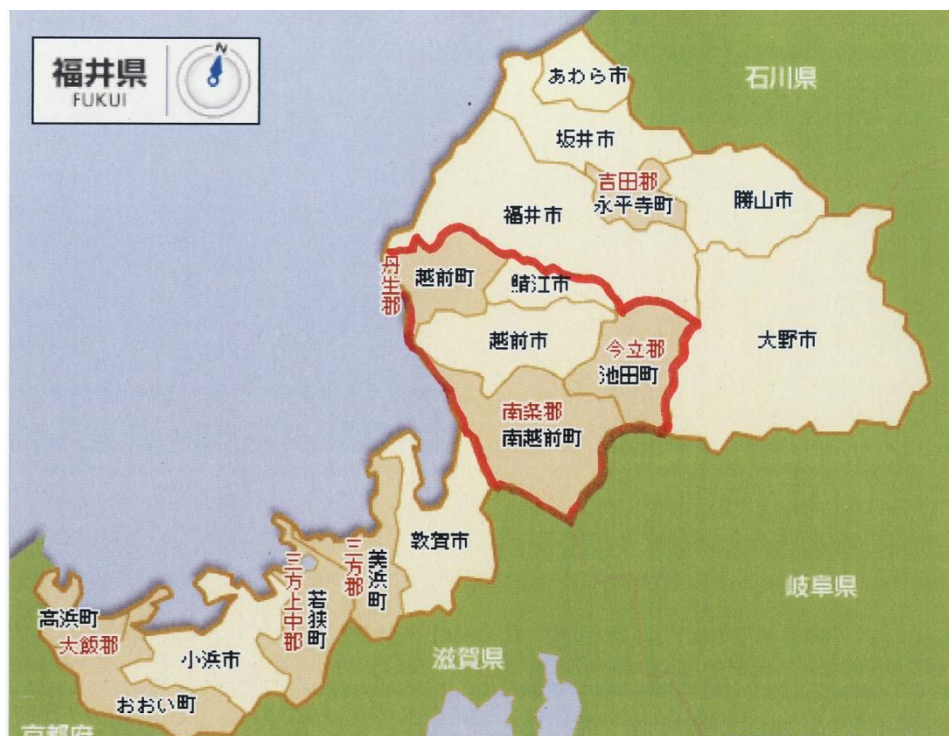 福井県
FUKUI
N
石川県
あわら市
坂井市
吉田郡
永平寺町
勝山市
福井市
丹生郡
越前町
鯖江市
越前市
今立郡
池田町
大野市
南条郡
南越前町
敦賀市
三方郡
美浜町
三方上中郡
若狭町
高浜町
大飯郡
小浜市
おおい町
滋賀県
岐阜県
京都府